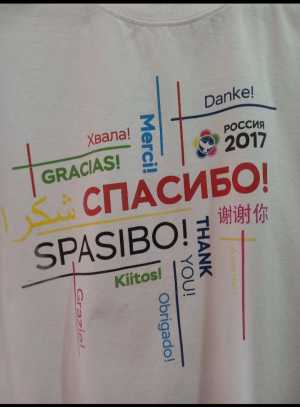 Danke!
Merci!
Хвала!
РОССИЯ
2017
GRACIAS!
شكرا
СПАСИБО!
谢谢你
SPASIBO!
THANK
YOU!
Kiitos!
Grazie!
Obrigado!